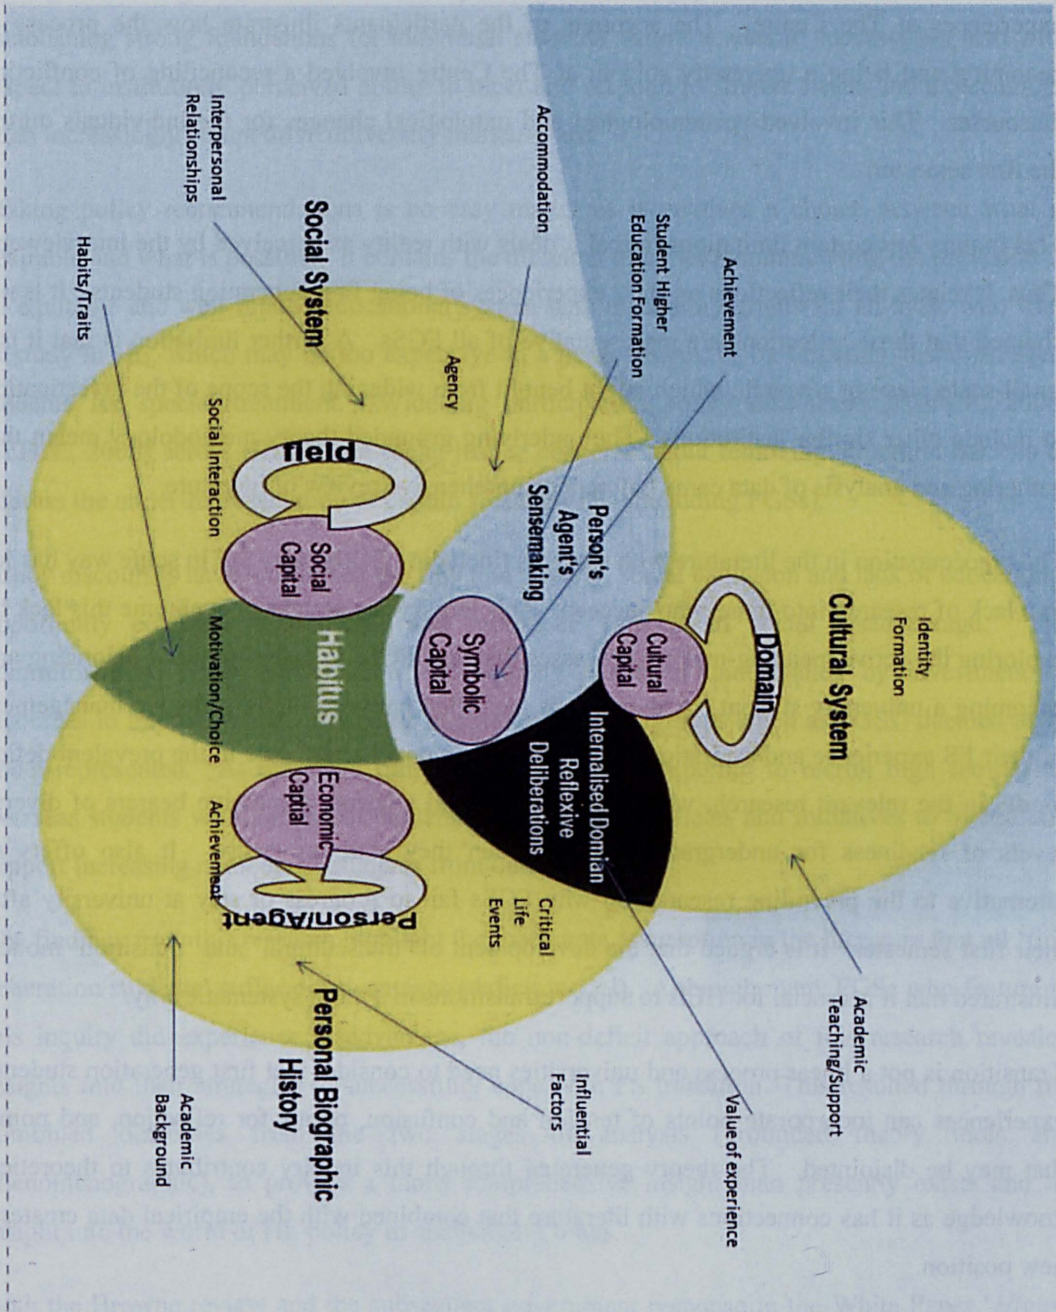 Identity
Formation
Cultural System
Academic
Teaching/Support
Domain
Achievement
Value of experience
Student Higher
Education Formation
Cultural
Capital
Internalised Domian
Reflexive
Deliberations
Person's
Agent's
Sensemaking
Influential
Factors
Accommodation
Critical
Life
Events
Symbolic
Capital
Agency
Social System
field
Social
Capital
Habitus
Economic
Captial
Person/Agent
Personal Biographic
History
Interpersonal
Relationships
Social Interaction
Motivation/Choice
Achievement
Academic
Background
Habits/Traits